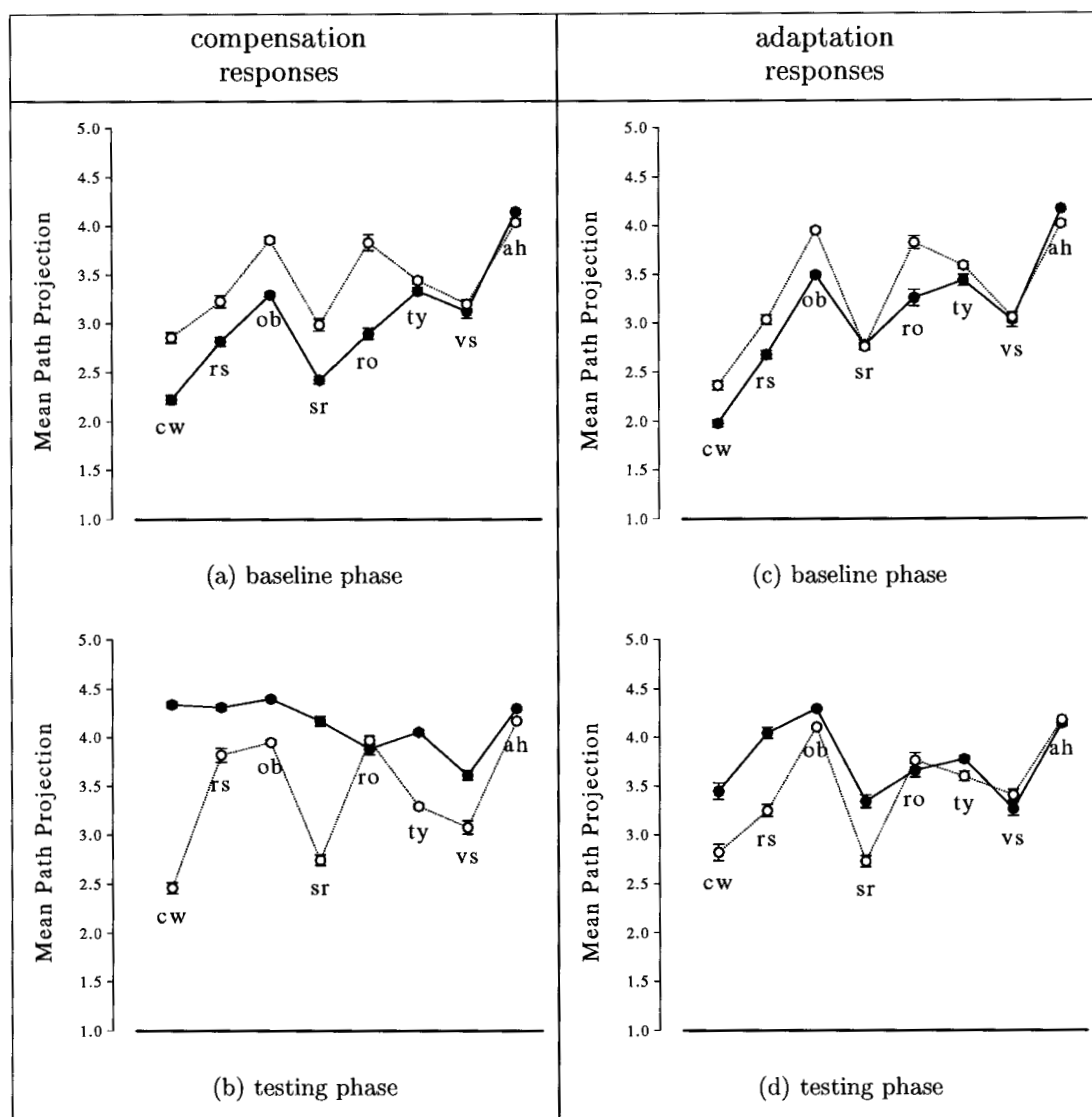 compensation
responses
adaptation
responses
Mean Path Projection
5.0
4.5
4.0
3.5
3.0
2.5
2.0
1.5
1.0
cw
rs
ob
sr
ro
ty
vs
ah
(a) baseline phase
Mean Path Projection
5.0
4.5
4.0
3.5
3.0
2.5
2.0
1.5
1.0
cw
rs
ob
sr
ro
ty
vs
ah
(c) baseline phase
Mean Path Projection
5.0
4.5
4.0
3.5
3.0
2.5
2.0
1.5
1.0
cw
rs
ob
sr
ro
ty
vs
ah
(b) testing phase
Mean Path Projection
5.0
4.5
4.0
3.5
3.0
2.5
2.0
1.5
1.0
cw
rs
ob
sr
ro
ty
vs
ah
(d) testing phase